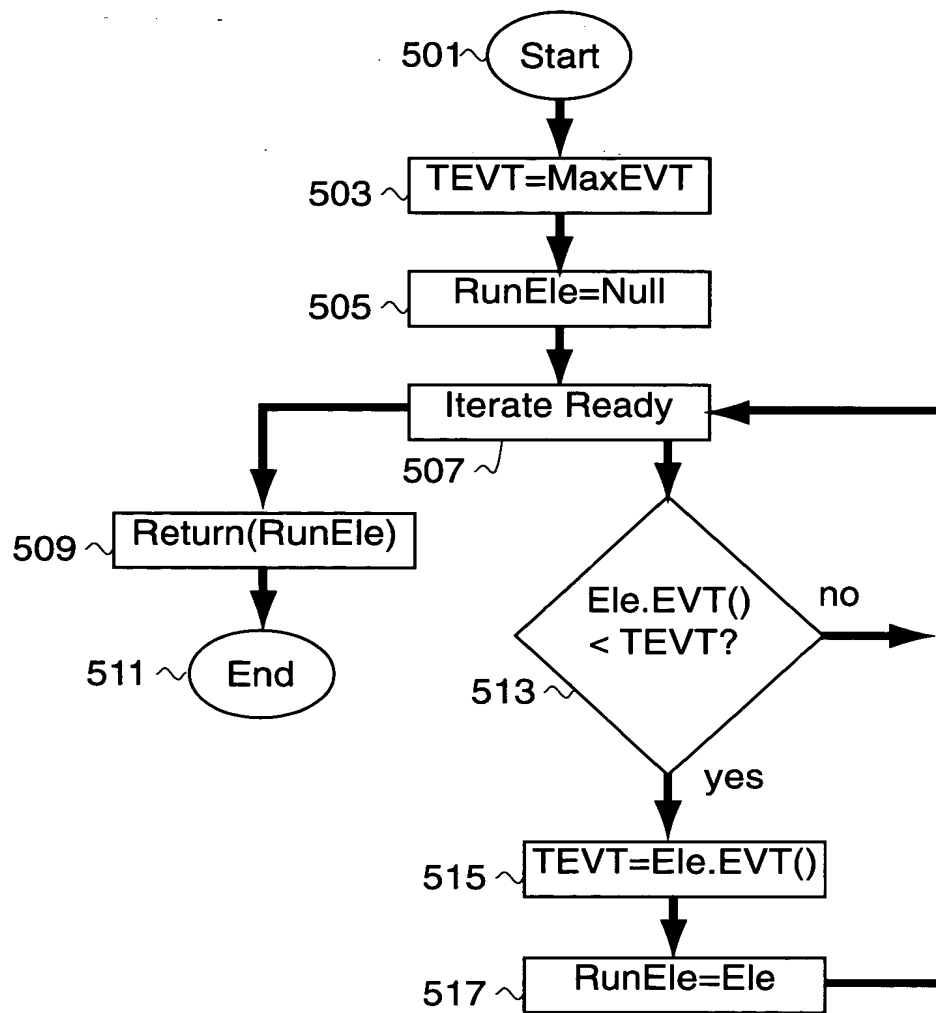 501
Start
503
TEVT=MaxEVT
505
RunEle=Null
Iterate Ready
507
509
Return(RunEle)
511
End
Ele.EVT()
< TEVT?
no
513
yes
515
TEVT=Ele.EVT()
517
RunEle=Ele